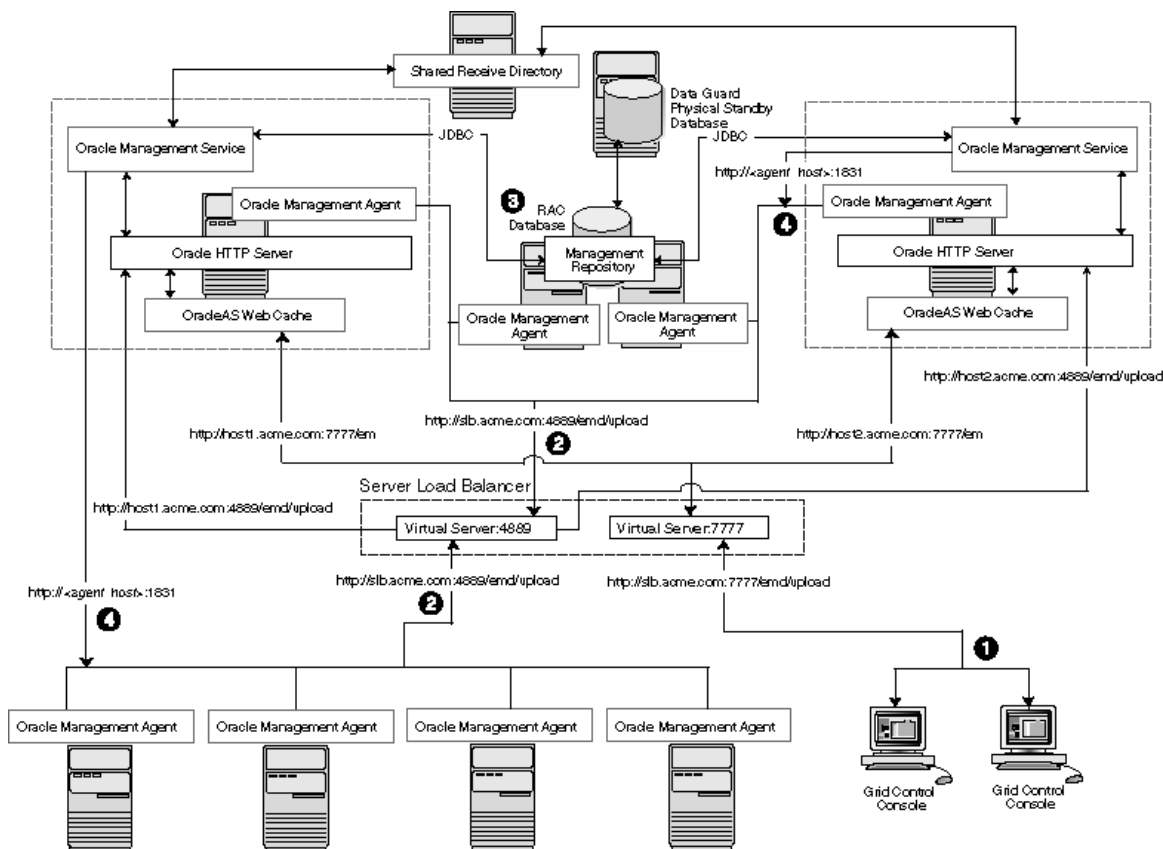 Shared Receive Directory
Data Guard
Physical Standby
Database
Oracle Management Service
JDBC
JDBC
Oracle Management Service
http://<agent_host>:1831
Oracle Management Agent
3
RAC
Database
4
Oracle Management Agent
Oracle HTTP Server
Management
Repository
Oracle HTTP Server
OracleAS Web Cache
Oracle Management
Agent
Oracle Management
Agent
OracleAS Web Cache
http://host2.acme.com:4889/emd/upload
http://slb.acme.com:4889/emd/upload
http://host1.acme.com:7777/em
2
http://host2.acme.com:7777/em
Server Load Balancer
http://host1.acme.com:4889/emd/upload
Virtual Server:4889
Virtual Server:7777
http://slb.acme.com:4889/emd/upload
http://slb.acme.com:7777/emd/upload
http://<agent_host>:1831
4
2
1
Oracle Management Agent
Oracle Management Agent
Oracle Management Agent
Oracle Management Agent
Grid Control
Console
Grid Control
Console